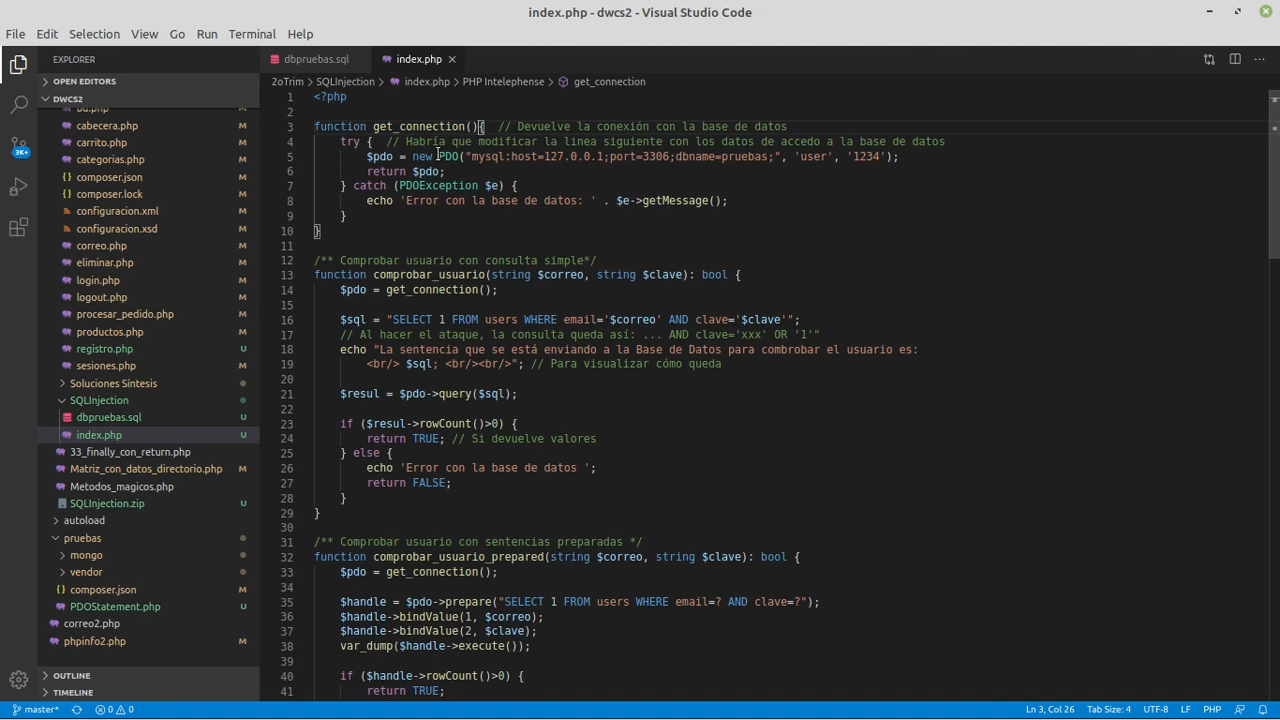 index.php - dwcs2 - Visual Studio Code
File Edit Selection View Go Run Terminal Help
EXPLORER
OPEN EDITORS
DWCS2
bd.php M
cabecera.php M
carrito.php M
categorias.php M
composer.json M
composer.lock M
configuracion.xml M
configuracion.xsd M
correo.php M
eliminar.php M
login.php M
logout.php M
procesar_pedido.php M
productos.php M
registro.php U
sesiones.php M
Soluciones Sintesis
SQLInjection
dbpruebas.sql U
index.php U
33_finally_con_return.php
Matriz_con_datos_directorio.php M
Metodos_magicos.php
SQLInjection.zip U
autoload
pruebas
mongo
vendor
composer.json M
PDOStatement.php U
correo2.php
phpinfo2.php M
OUTLINE
TIMELINE
3K+
dbpruebas.sql index.php
2oTrim > SQLInjection > index.php > PHP Intelephense > get_connection
1 <?php
2
3 function get_connection(){ // Devuelve la conexión con la base de datos
4 try { // Habría que modificar la linea siguiente con los datos de accedo a la base de datos
5 $pdo = new PDO("mysql:host=127.0.0.1;port=3306;dbname=pruebas;", 'user', '1234');
6 return $pdo;
7 } catch (PDOException $e) {
8 echo 'Error con la base de datos: ' . $e->getMessage();
9 }
10 }
11
12 /** Comprobar usuario con consulta simple*/
13 function comprobar_usuario(string $correo, string $clave): bool {
14 $pdo = get_connection();
15
16 $sql = "SELECT 1 FROM users WHERE email='$correo' AND clave='$clave'";
17 // Al hacer el ataque, la consulta queda así: ... AND clave='xxx' OR '1'"
18 echo "La sentencia que se está enviando a la Base de Datos para combrobar el usuario es:
19 <br/> $sql; <br/><br/>"; // Para visualizar cómo queda
20
21 $resul = $pdo->query($sql);
22
23 if ($resul->rowCount()>0) {
24 return TRUE; // Si devuelve valores
25 } else {
26 echo 'Error con la base de datos ';
27 return FALSE;
28 }
29 }
30
31 /** Comprobar usuario con sentencias preparadas */
32 function comprobar_usuario_prepared(string $correo, string $clave): bool {
33 $pdo = get_connection();
34
35 $handle = $pdo->prepare("SELECT 1 FROM users WHERE email=? AND clave=?");
36 $handle->bindValue(1, $correo);
37 $handle->bindValue(2, $clave);
38 var_dump($handle->execute());
39
40 if ($handle->rowCount()>0) {
41 return TRUE;
master* 0 0 Ln 3, Col 26 Tab Size: 4 UTF-8 LF PHP